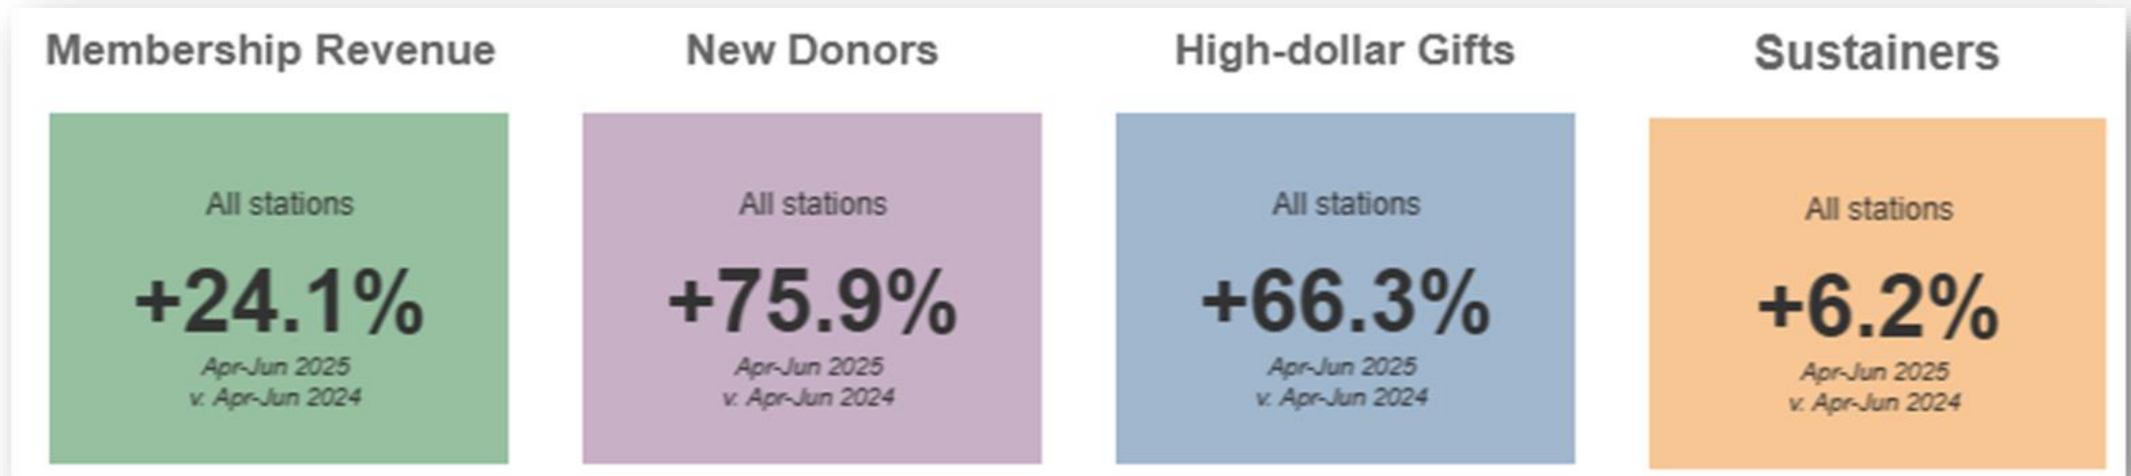 Membership Revenue
All stations
+24.1%
Apr-Jun 2025
v. Apr-Jun 2024
New Donors
All stations
+75.9%
Apr-Jun 2025
v. Apr-Jun 2024
High-dollar Gifts
All stations
+66.3%
Apr-Jun 2025
v. Apr-Jun 2024
Sustainers
All stations
+6.2%
Apr-Jun 2025
v. Apr-Jun 2024